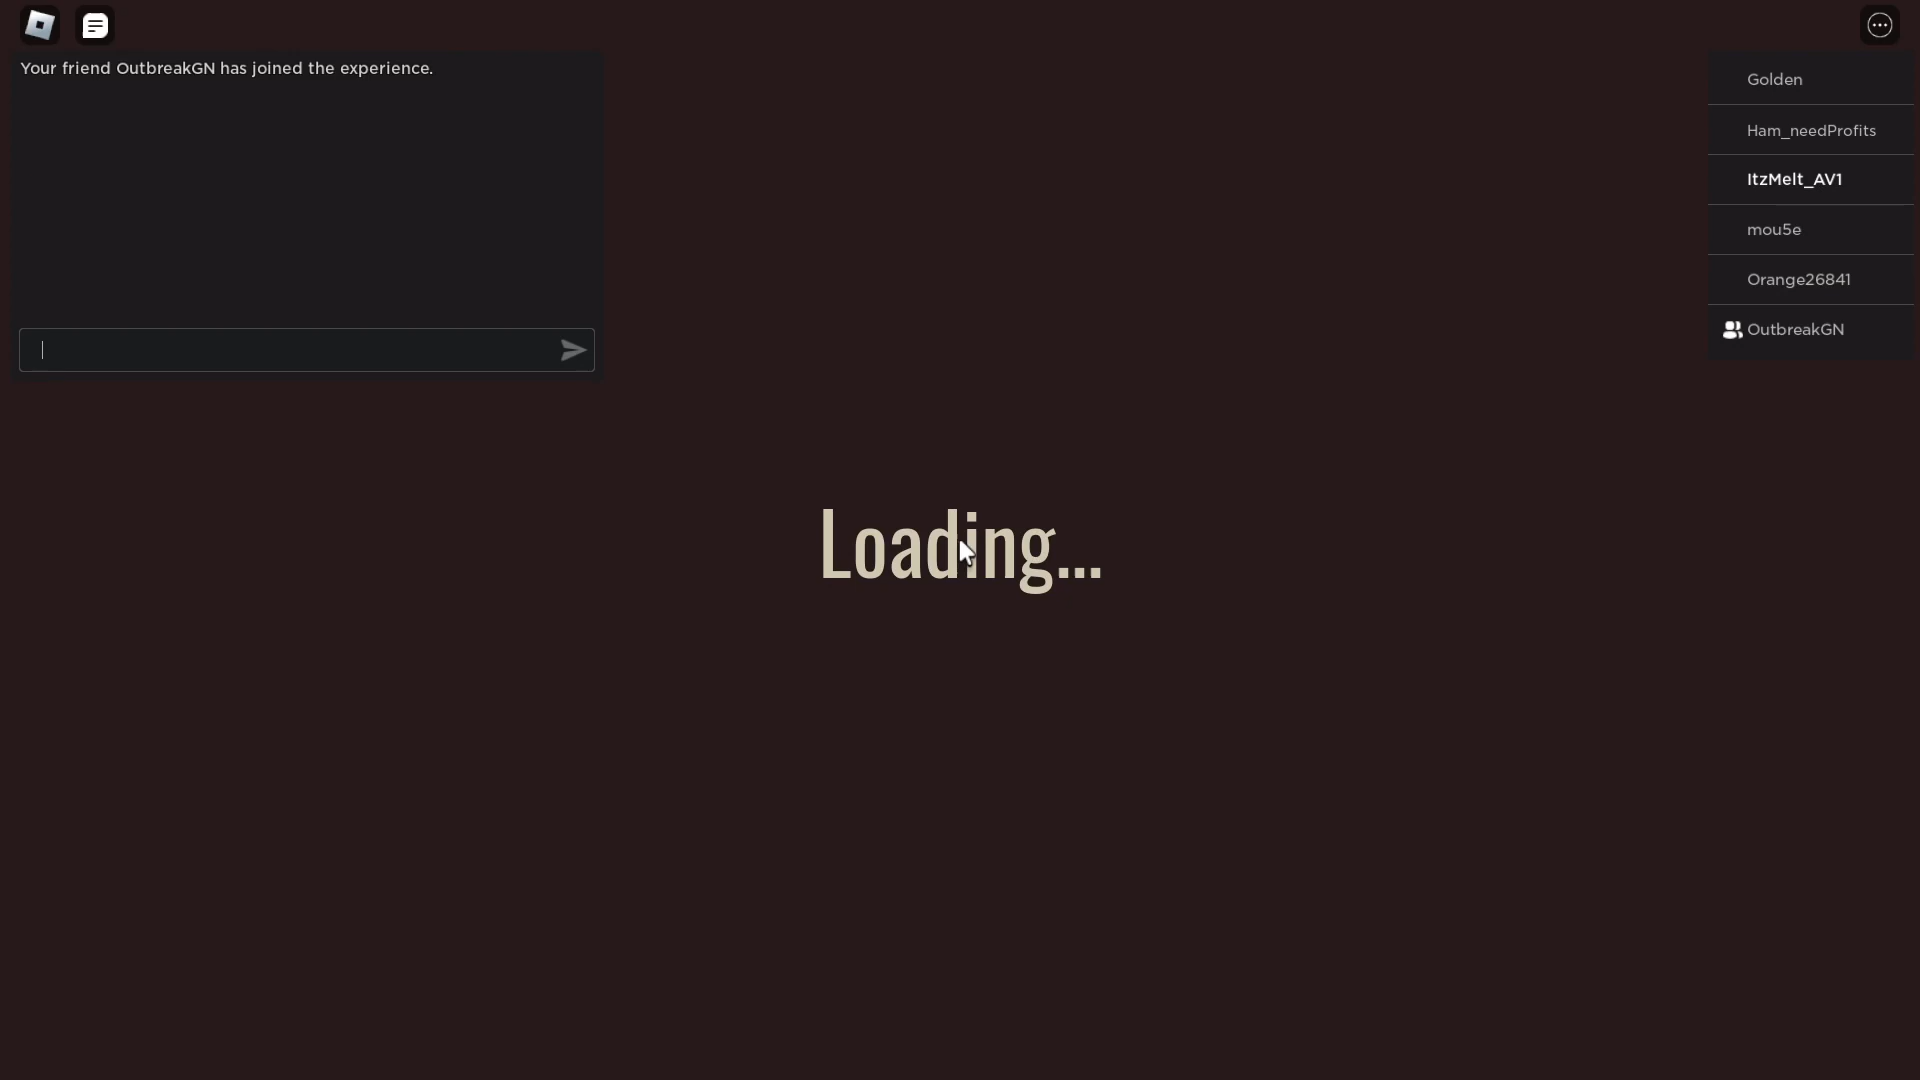 Your friend OutbreakGN has joined the experience.
Golden
Ham_needProfits
ItzMelt_AV1
mou5e
Orange26841
OutbreakGN
Loading...